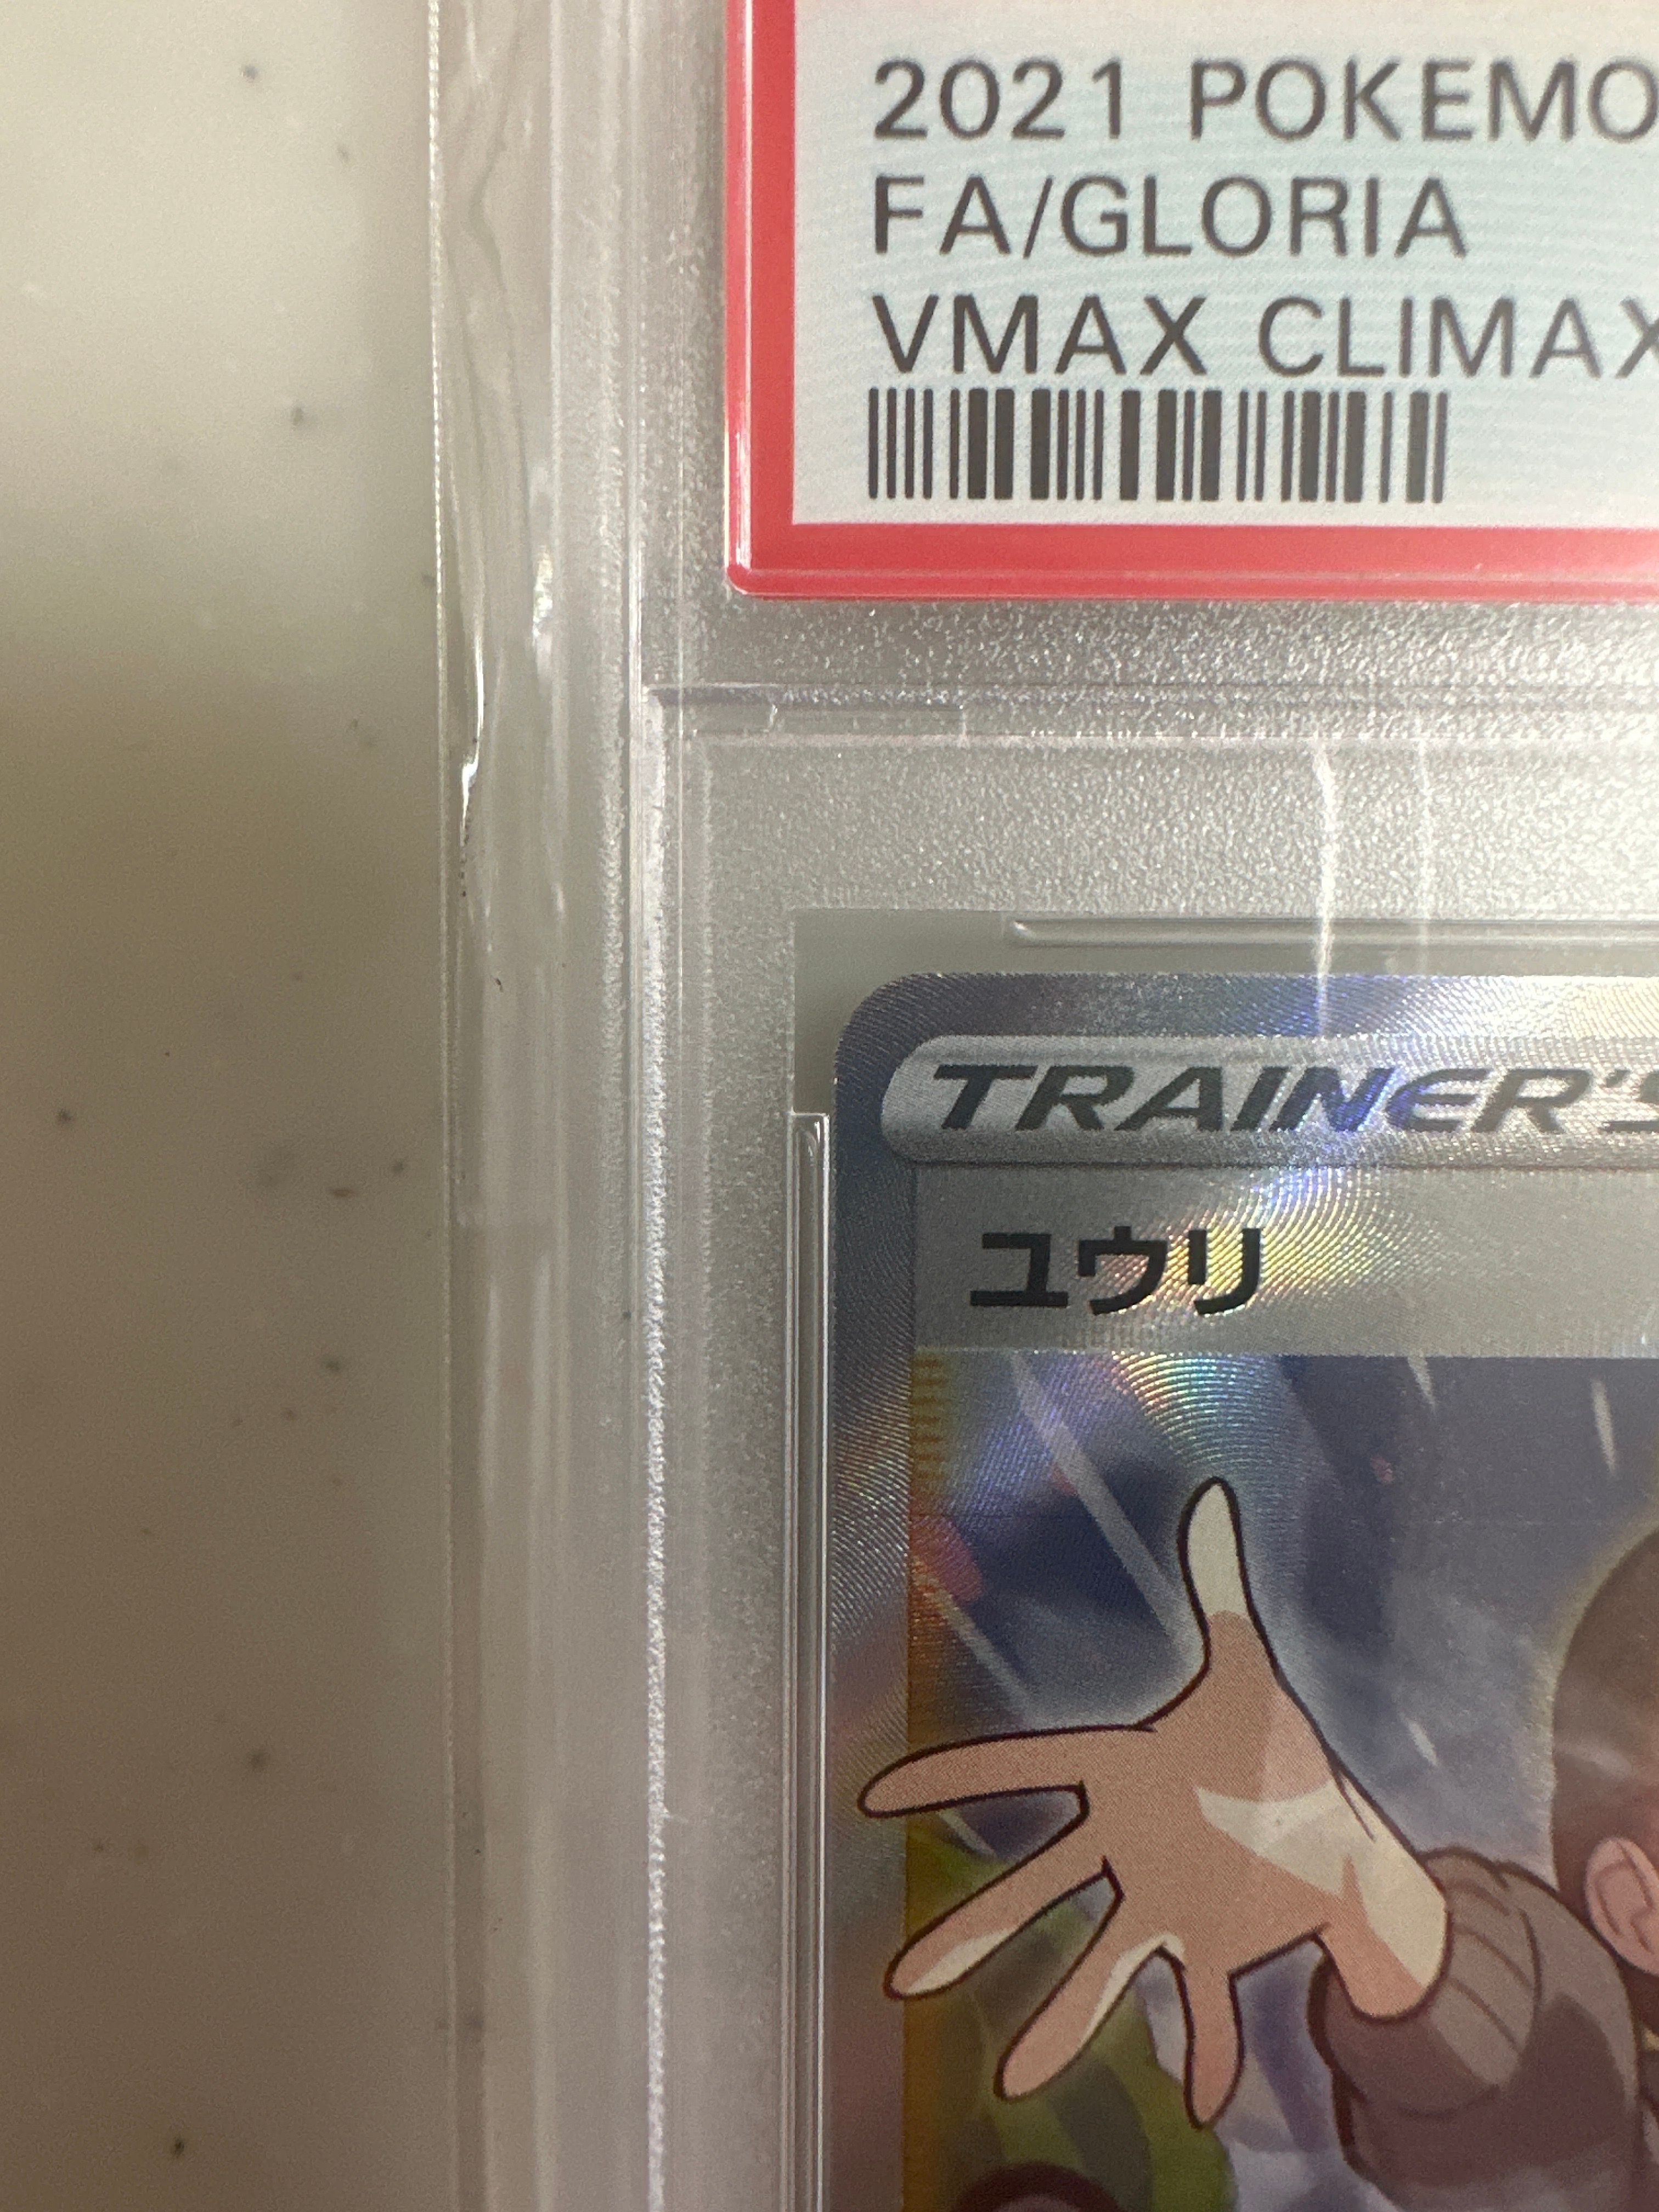 2021 POKEMO
FA/GLORIA
VMAX CLIMAX
TRAINER'S
ユウリ